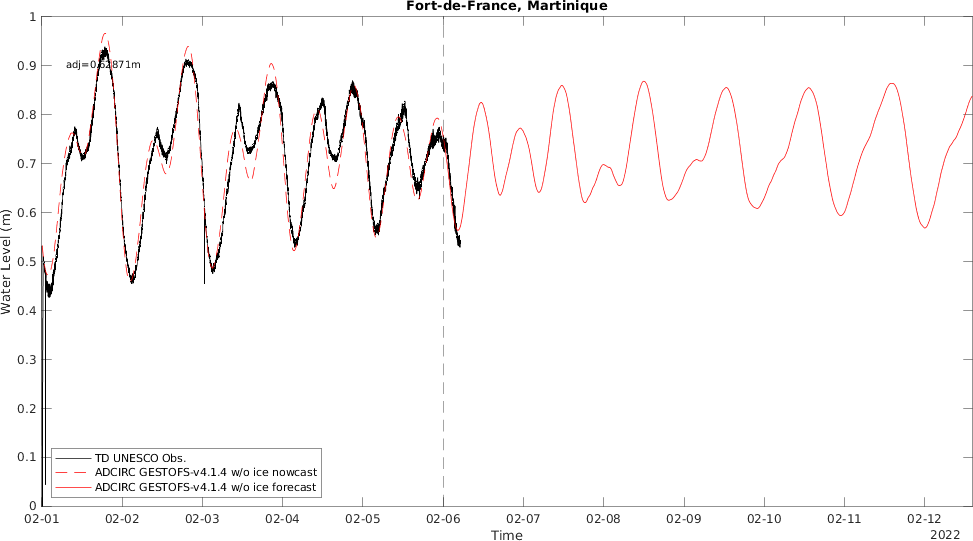 Fort-de-France, Martinique
1
0.9
0.8
0.7
0.6
0.5
0.4
0.3
0.2
0.1
0
Water Level (m)
adj=0.62871m
TD UNESCO Obs.
ADCIRC GESTOFS-v4.1.4 w/o ice nowcast
ADCIRC GESTOFS-v4.1.4 w/o ice forecast
02-01 02-02 02-03 02-04 02-05 02-06 02-07 02-08 02-09 02-10 02-11 02-12
Time
2022